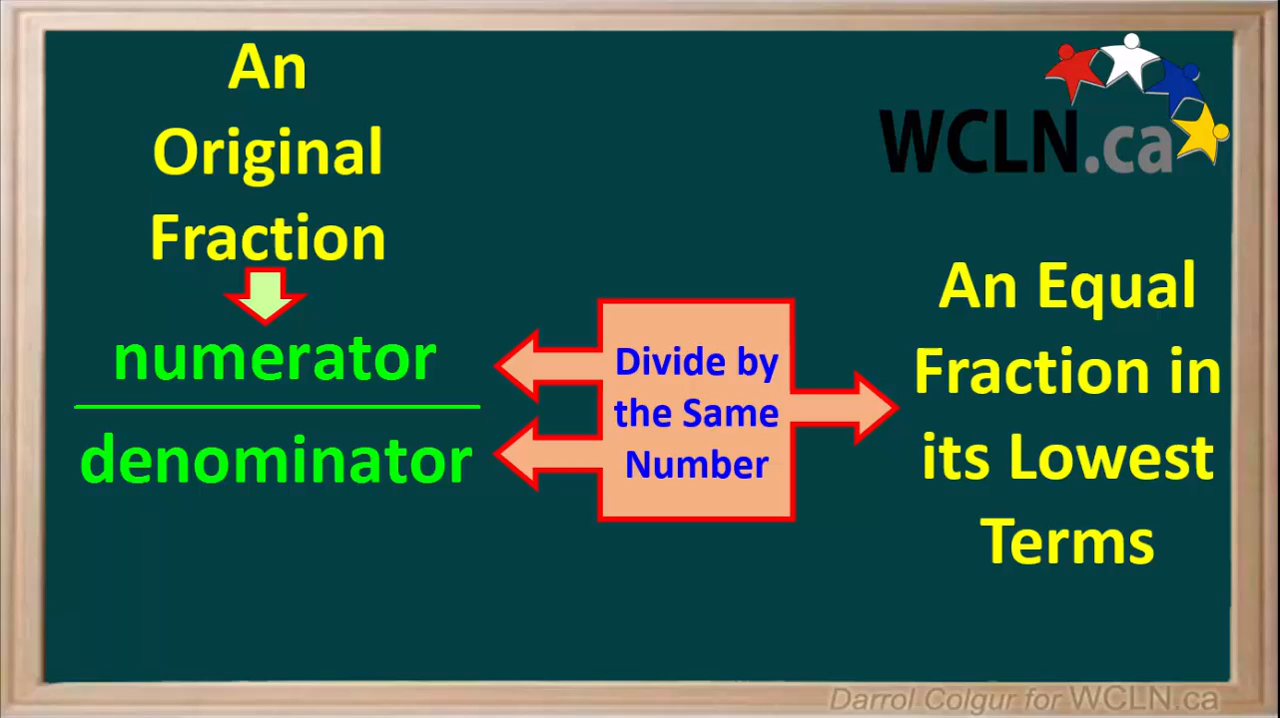 An
Original
Fraction
numerator
denominator
Divide by
the Same
Number
WCLN.ca
An Equal
Fraction in
its Lowest
Terms
Darrol Colgur for WCLN.ca